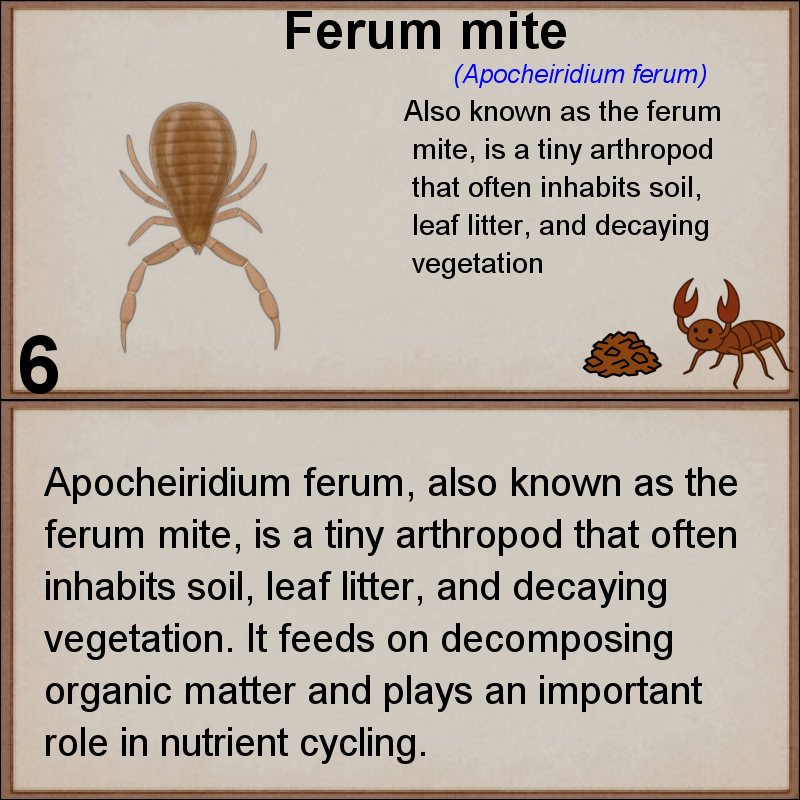 Ferum mite
(Apocheiridium ferum)
Also known as the ferum
mite, is a tiny arthropod
that often inhabits soil,
leaf litter, and decaying
vegetation
6
Apocheiridium ferum, also known as the
ferum mite, is a tiny arthropod that often
inhabits soil, leaf litter, and decaying
vegetation. It feeds on decomposing
organic matter and plays an important
role in nutrient cycling.